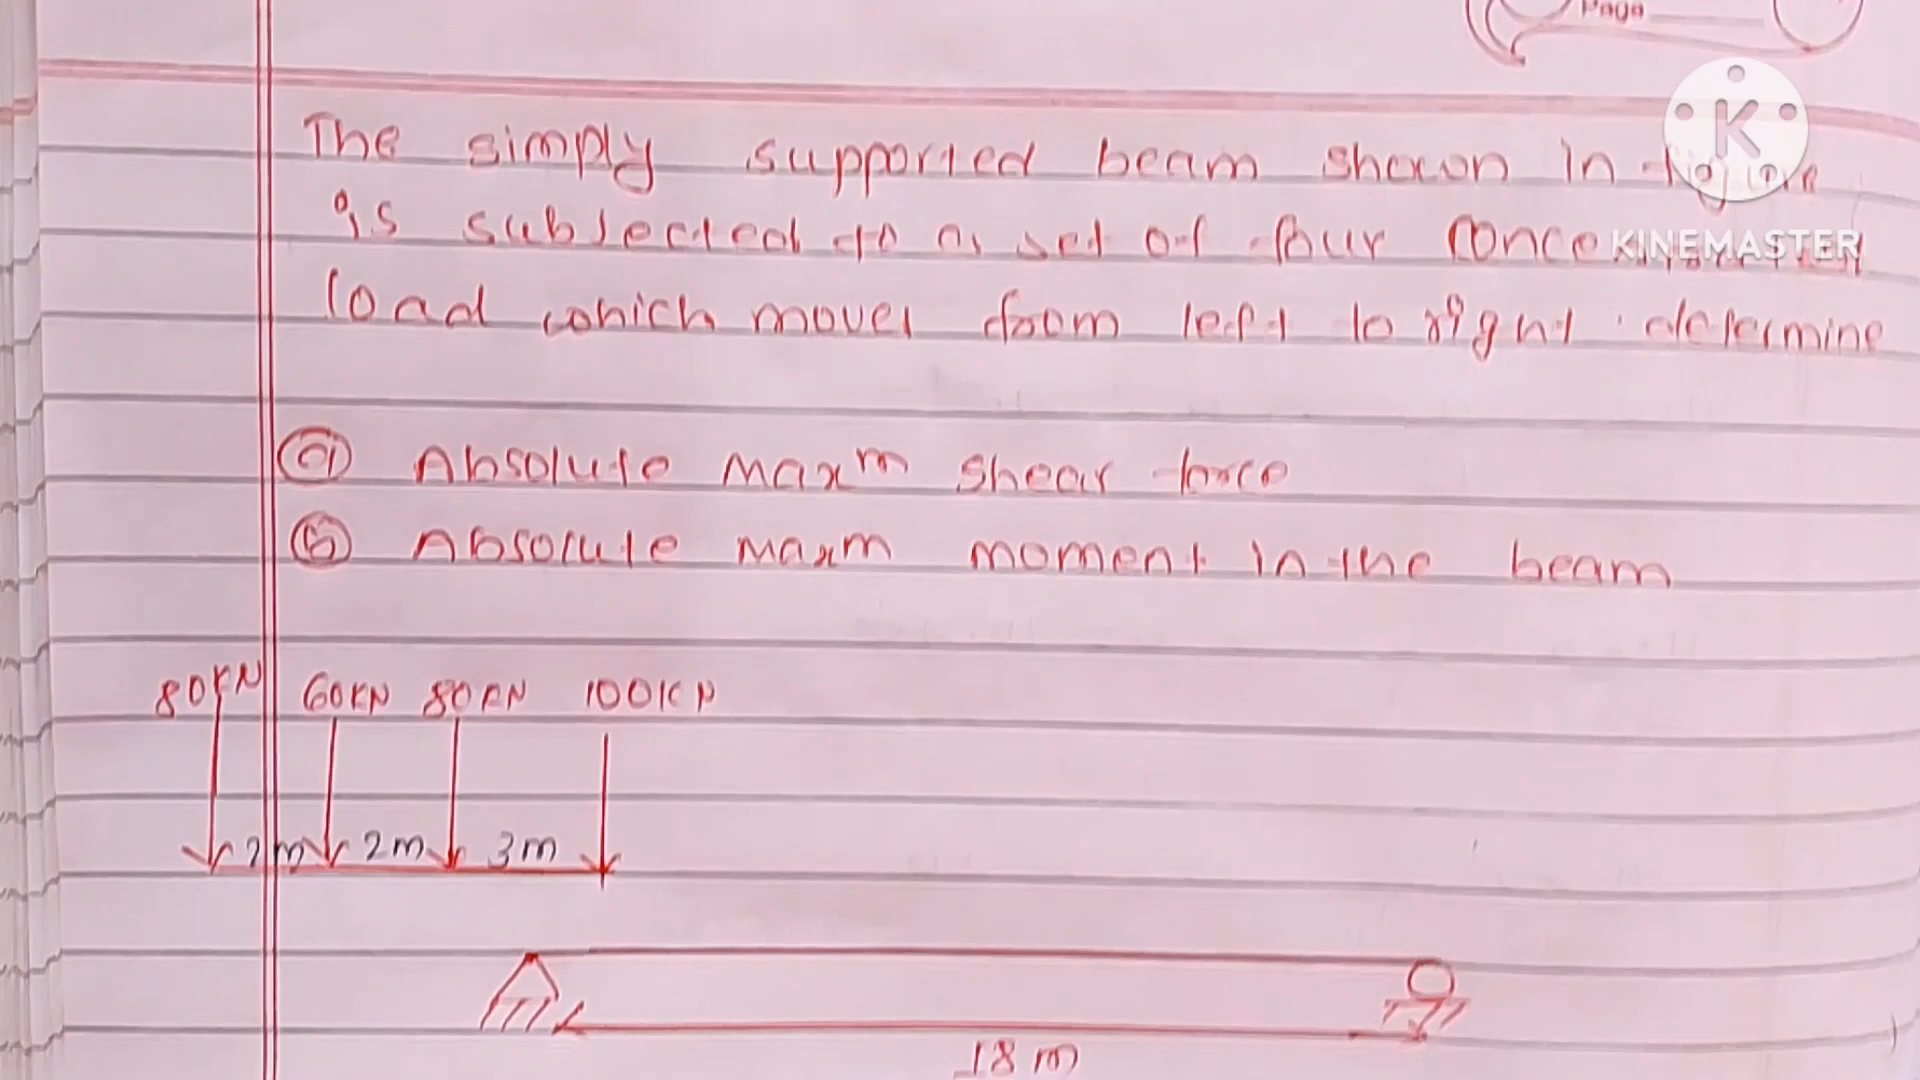 Page
K
The simply supported beam shown in figure
is subjected to a set of four
KINEMASTER
load which moves from left to right . determine
(a) Absolute max^m shear force
(b) Absolute maxm moment in the beam
80KN 60KN 80KN 100KN
2m 2m 3m
18 m